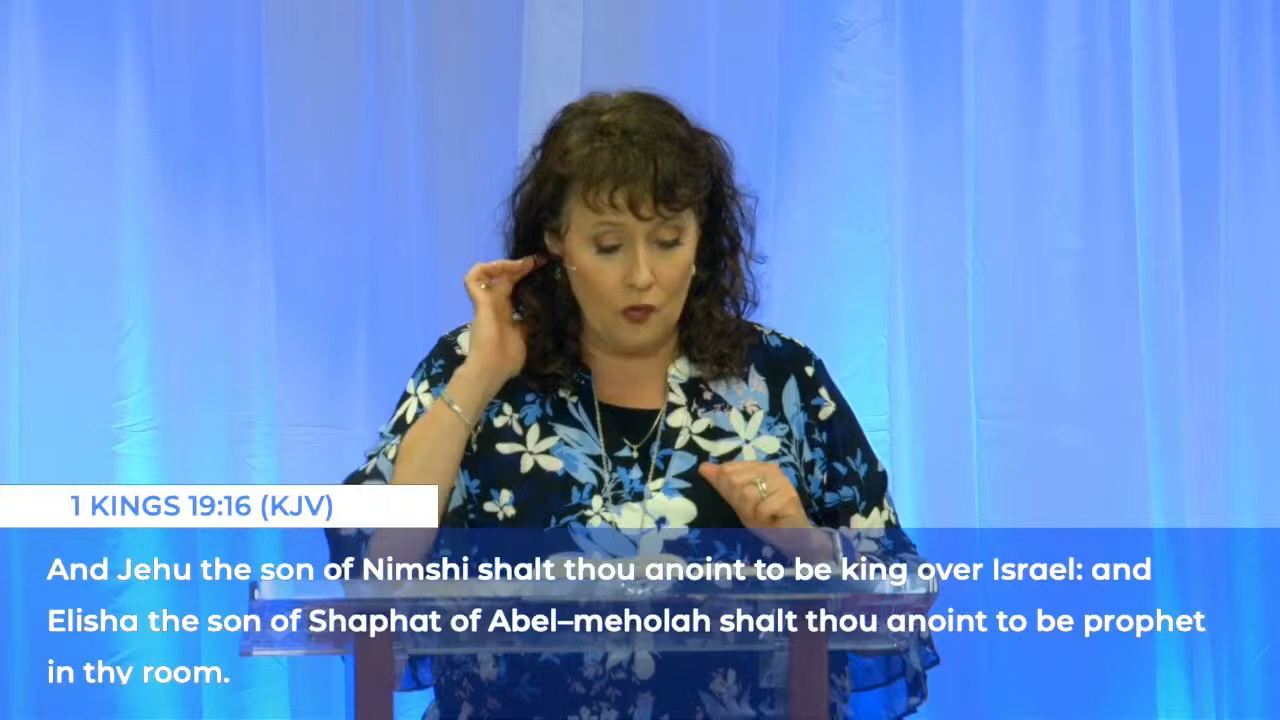 1 KINGS 19:16 (KJV)
And Jehu the son of Nimshi shalt thou anoint to be king over Israel: and
Elisha the son of Shaphat of Abel–meholah shalt thou anoint to be prophet
in thy room.